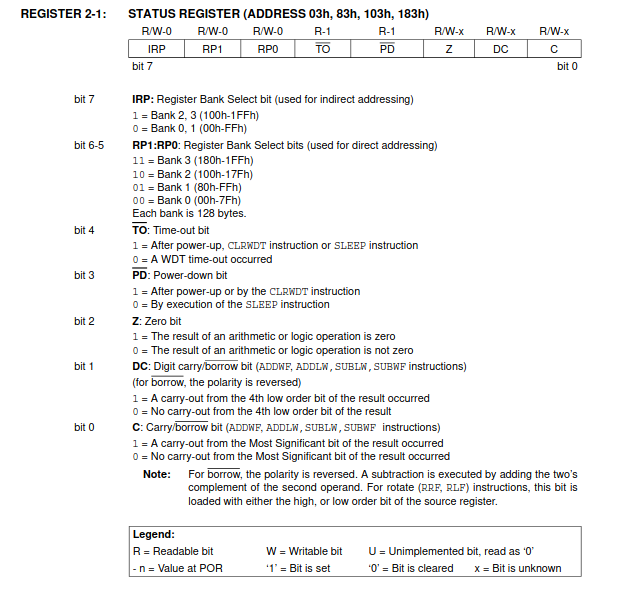 REGISTER 2-1: STATUS REGISTER (ADDRESS 03h, 83h, 103h, 183h)
R/W-0 R/W-0 R/W-0 R-1 R-1 R/W-x R/W-x R/W-x
IRP RP1 RP0 TO PD Z DC C
bit 7 bit 0
bit 7 IRP: Register Bank Select bit (used for indirect addressing)
1 = Bank 2, 3 (100h-1FFh)
0 = Bank 0, 1 (00h-FFh)
bit 6-5 RP1:RP0: Register Bank Select bits (used for direct addressing)
11 = Bank 3 (180h-1FFh)
10 = Bank 2 (100h-17Fh)
01 = Bank 1 (80h-FFh)
00 = Bank 0 (00h-7Fh)
Each bank is 128 bytes.
bit 4 TO: Time-out bit
1 = After power-up, CLRWDT instruction or SLEEP instruction
0 = A WDT time-out occurred
bit 3 PD: Power-down bit
1 = After power-up or by the CLRWDT instruction
0 = By execution of the SLEEP instruction
bit 2 Z: Zero bit
1 = The result of an arithmetic or logic operation is zero
0 = The result of an arithmetic or logic operation is not zero
bit 1 DC: Digit carry/borrow bit (ADDWF, ADDLW, SUBLW, SUBWF instructions)
(for borrow, the polarity is reversed)
1 = A carry-out from the 4th low order bit of the result occurred
0 = No carry-out from the 4th low order bit of the result
bit 0 C: Carry/borrow bit (ADDWF, ADDLW, SUBLW, SUBWF instructions)
1 = A carry-out from the Most Significant bit of the result occurred
0 = No carry-out from the Most Significant bit of the result occurred
Note: For borrow, the polarity is reversed. A subtraction is executed by adding the two's
complement of the second operand. For rotate (RRF, RLF) instructions, this bit is
loaded with either the high, or low order bit of the source register.
Legend:
R = Readable bit W = Writable bit U = Unimplemented bit, read as ‘0’
- n = Value at POR ‘1’ = Bit is set ‘0’ = Bit is cleared x = Bit is unknown